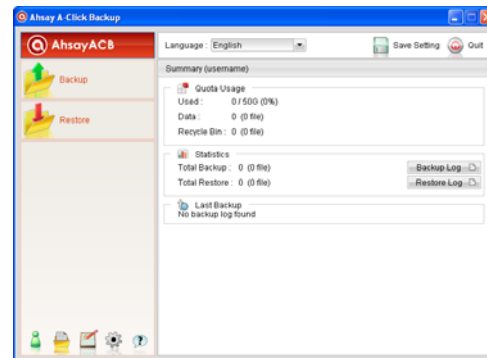 Ahsay A-Click Backup
AhsayACB
Language : English
Save Setting
Quit
Backup
Restore
Summary (username)
Quota Usage
Used : 0 / 50G (0%)
Data : 0 (0 file)
Recycle Bin : 0 (0 file)
Statistics
Total Backup : 0 (0 file)
Backup Log
Total Restore : 0 (0 file)
Restore Log
Last Backup
No backup log found